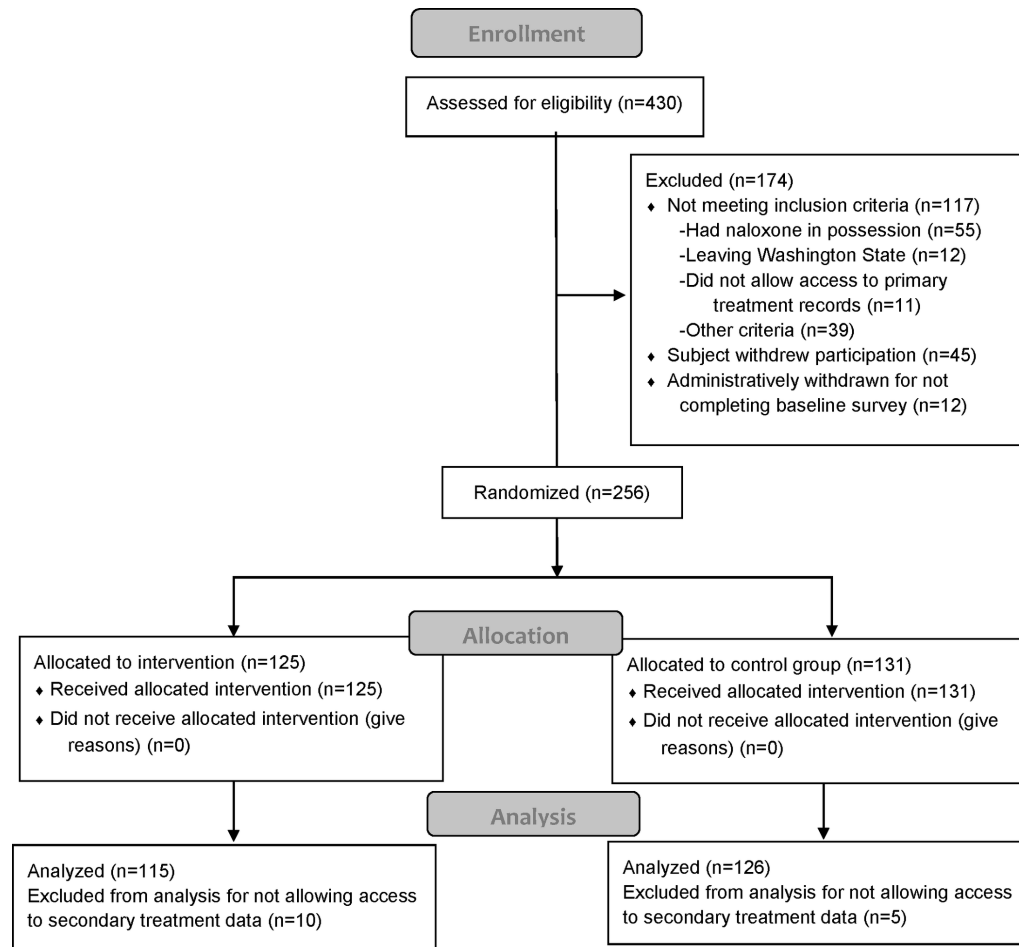 Enrollment
Assessed for eligibility (n=430)
Excluded (n=174)
♦ Not meeting inclusion criteria (n=117)
-Had naloxone in possession (n=55)
-Leaving Washington State (n=12)
-Did not allow access to primary
treatment records (n=11)
-Other criteria (n=39)
♦ Subject withdrew participation (n=45)
♦ Administratively withdrawn for not
completing baseline survey (n=12)
Randomized (n=256)
Allocation
Allocated to intervention (n=125)
♦ Received allocated intervention (n=125)
♦ Did not receive allocated intervention (give
reasons) (n=0)
Allocated to control group (n=131)
♦ Received allocated intervention (n=131)
♦ Did not receive allocated intervention (give
reasons) (n=0)
Analysis
Analyzed (n=115)
Excluded from analysis for not allowing access
to secondary treatment data (n=10)
Analyzed (n=126)
Excluded from analysis for not allowing access
to secondary treatment data (n=5)